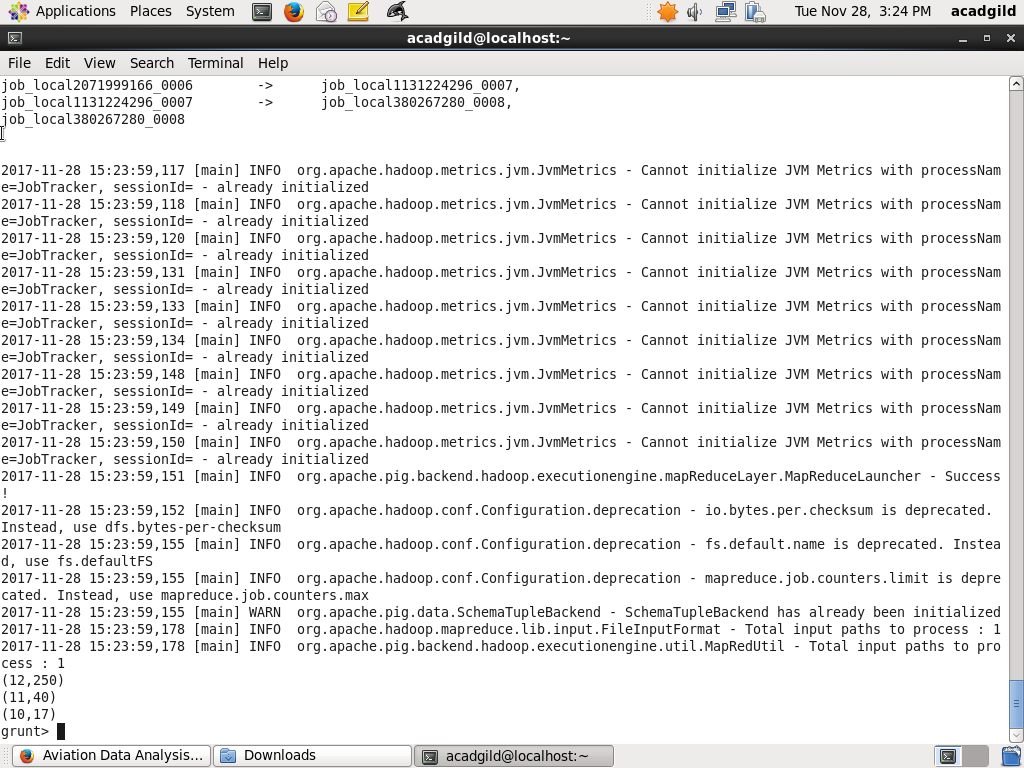 Applications Places System Tue Nov 28, 3:24 PM acadgild
acadgild@localhost:~
File Edit View Search Terminal Help
job_local2071999166_0006 -> job_local1131224296_0007,
job_local1131224296_0007 -> job_local380267280_0008,
job_local380267280_0008
2017-11-28 15:23:59,117 [main] INFO org.apache.hadoop.metrics.jvm.JvmMetrics - Cannot initialize JVM Metrics with processNam
e=JobTracker, sessionId= - already initialized
2017-11-28 15:23:59,118 [main] INFO org.apache.hadoop.metrics.jvm.JvmMetrics - Cannot initialize JVM Metrics with processNam
e=JobTracker, sessionId= - already initialized
2017-11-28 15:23:59,120 [main] INFO org.apache.hadoop.metrics.jvm.JvmMetrics - Cannot initialize JVM Metrics with processNam
e=JobTracker, sessionId= - already initialized
2017-11-28 15:23:59,131 [main] INFO org.apache.hadoop.metrics.jvm.JvmMetrics - Cannot initialize JVM Metrics with processNam
e=JobTracker, sessionId= - already initialized
2017-11-28 15:23:59,133 [main] INFO org.apache.hadoop.metrics.jvm.JvmMetrics - Cannot initialize JVM Metrics with processNam
e=JobTracker, sessionId= - already initialized
2017-11-28 15:23:59,134 [main] INFO org.apache.hadoop.metrics.jvm.JvmMetrics - Cannot initialize JVM Metrics with processNam
e=JobTracker, sessionId= - already initialized
2017-11-28 15:23:59,148 [main] INFO org.apache.hadoop.metrics.jvm.JvmMetrics - Cannot initialize JVM Metrics with processNam
e=JobTracker, sessionId= - already initialized
2017-11-28 15:23:59,149 [main] INFO org.apache.hadoop.metrics.jvm.JvmMetrics - Cannot initialize JVM Metrics with processNam
e=JobTracker, sessionId= - already initialized
2017-11-28 15:23:59,150 [main] INFO org.apache.hadoop.metrics.jvm.JvmMetrics - Cannot initialize JVM Metrics with processNam
e=JobTracker, sessionId= - already initialized
2017-11-28 15:23:59,151 [main] INFO org.apache.pig.backend.hadoop.executionengine.mapReduceLayer.MapReduceLauncher - Success
!
2017-11-28 15:23:59,152 [main] INFO org.apache.hadoop.conf.Configuration.deprecation - io.bytes.per.checksum is deprecated.
Instead, use dfs.bytes-per-checksum
2017-11-28 15:23:59,155 [main] INFO org.apache.hadoop.conf.Configuration.deprecation - fs.default.name is deprecated. Instea
d, use fs.defaultFS
2017-11-28 15:23:59,155 [main] INFO org.apache.hadoop.conf.Configuration.deprecation - mapreduce.job.counters.limit is depre
cated. Instead, use mapreduce.job.counters.max
2017-11-28 15:23:59,155 [main] WARN org.apache.pig.data.SchemaTupleBackend - SchemaTupleBackend has already been initialized
2017-11-28 15:23:59,178 [main] INFO org.apache.hadoop.mapreduce.lib.input.FileInputFormat - Total input paths to process : 1
2017-11-28 15:23:59,178 [main] INFO org.apache.pig.backend.hadoop.executionengine.util.MapRedUtil - Total input paths to pro
cess : 1
(12,250)
(11,40)
(10,17)
grunt>
Aviation Data Analysis... Downloads acadgild@localhost:~